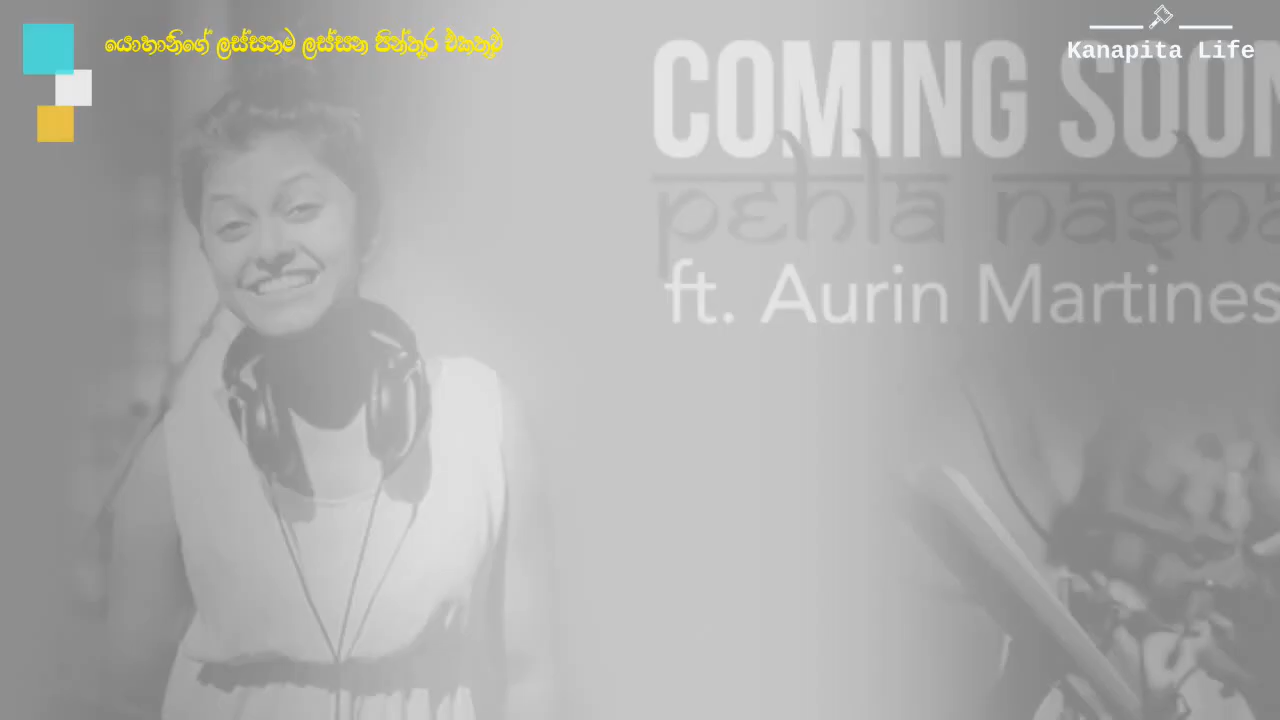 යොහානිගේ ලස්සනම ලස්සන පින්තූර එකතුව
Kanapita Life
COMING SOON
pehla nasha
ft. Aurin Martines